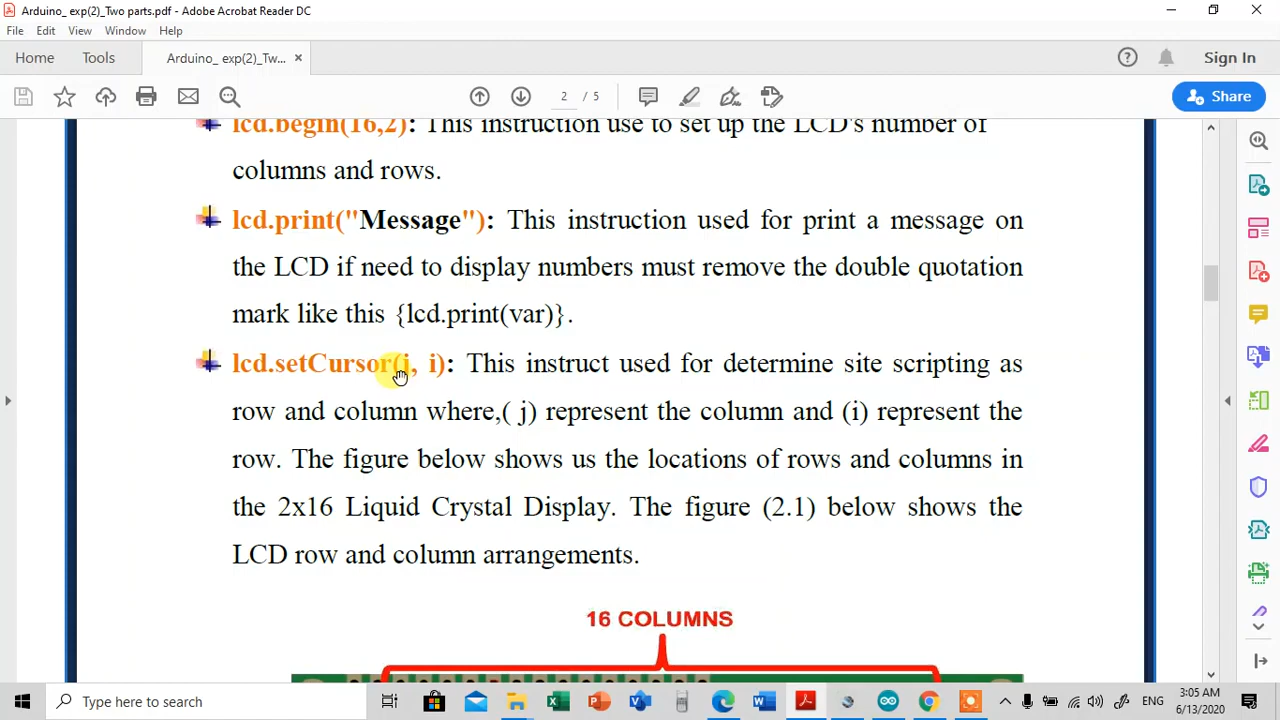 Arduino_ exp(2)_Two parts.pdf - Adobe Acrobat Reader DC
File Edit View Window Help
Home Tools Arduino_ exp(2)_Tw... × Sign In
2 / 5 Share
lcd.begin(16,2): This instruction use to set up the LCD's number of
columns and rows.
lcd.print("Message"): This instruction used for print a message on
the LCD if need to display numbers must remove the double quotation
mark like this {lcd.print(var)}.
lcd.setCursor(j, i): This instruct used for determine site scripting as
row and column where,( j) represent the column and (i) represent the
row. The figure below shows us the locations of rows and columns in
the 2x16 Liquid Crystal Display. The figure (2.1) below shows the
LCD row and column arrangements.
16 COLUMNS
Type here to search
ENG
3:05 AM
6/13/2020